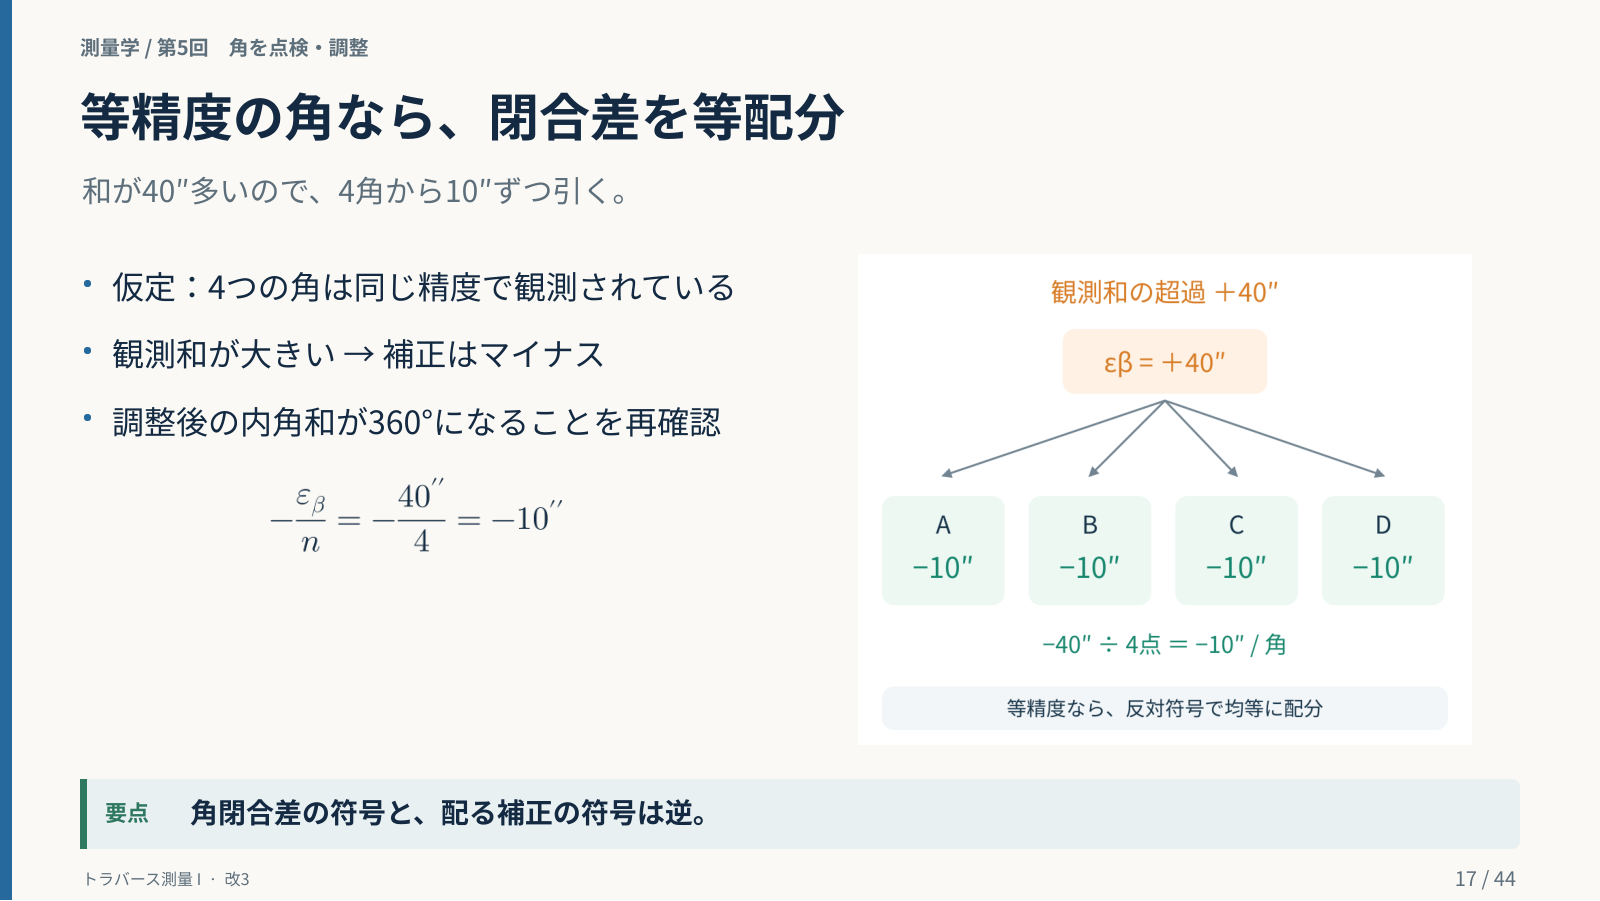 測量学 / 第5回　角を点検・調整
等精度の角なら、閉合差を等配分
和が40″多いので、4角から10″ずつ引く。
• 仮定：4つの角は同じ精度で観測されている
• 観測和が大きい → 補正はマイナス
• 調整後の内角和が360°になることを再確認
−εβ/n = −40″/4 = −10″
観測和の超過 ＋40″
εβ = ＋40″
A B C D
−10″ −10″ −10″ −10″
−40″ ÷ 4点 ＝ −10″ / 角
等精度なら、反対符号で均等に配分
要点 角閉合差の符号と、配る補正の符号は逆。
トラバース測量 I · 改3
17 / 44